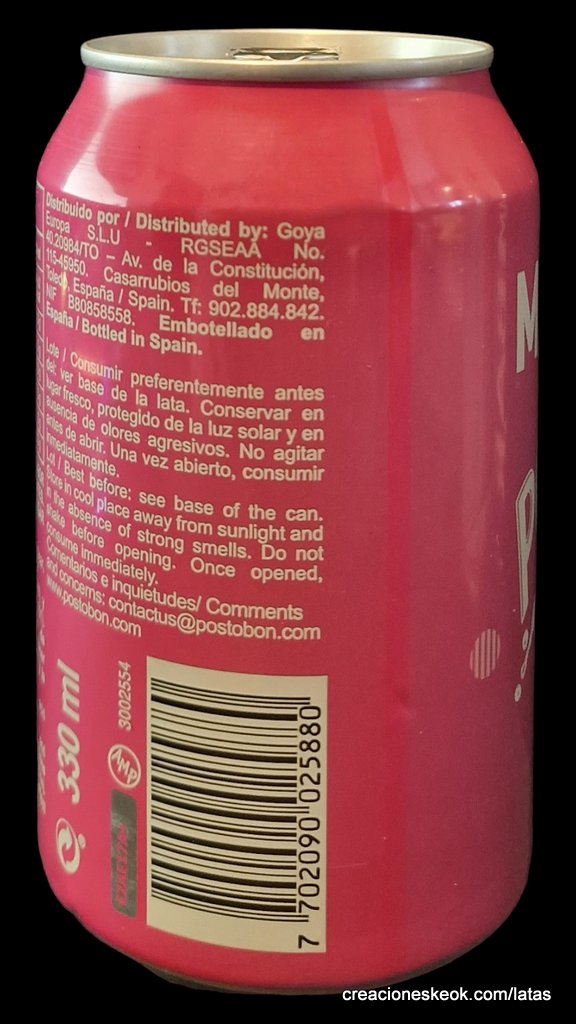 Distribuido por / Distributed by: Goya
Europa S.L.U - RGSEAA No.
40.20984/TO – Av. de la Constitución,
115-45950. Casarrubios del Monte,
Toledo, España / Spain. Tf: 902.884.842.
NIF B80858558. Embotellado en
España / Bottled in Spain.
Lote / Consumir preferentemente antes
del: ver base de la lata. Conservar en
lugar fresco, protegido de la luz solar y en
ausencia de olores agresivos. No agitar
antes de abrir. Una vez abierto, consumir
inmediatamente.
Lot / Best before: see base of the can.
Store in cool place away from sunlight and
in the absence of strong smells. Do not
shake before opening. Once opened,
consume immediately.
Comentarios e inquietudes/ Comments
and concerns: contactus@postobon.com
www.postobon.com
330 ml
3002554
AMP
7 702090 025880
M
P
creacioneskeok.com/latas